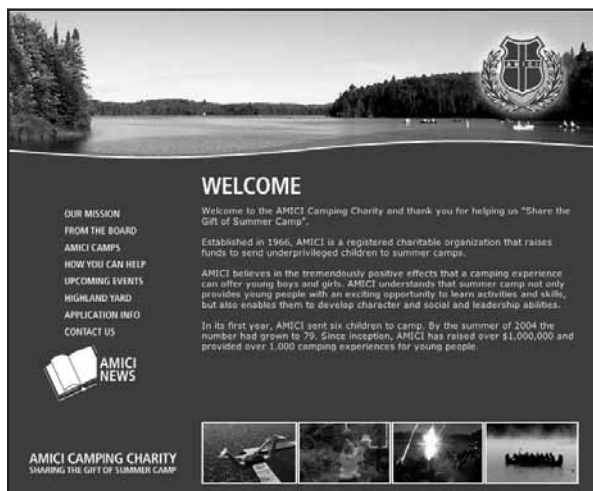 AMICI
WELCOME
Welcome to the AMICI Camping Charity and thank you for helping us "Share the
Gift of Summer Camp".
Established in 1966, AMICI is a registered charitable organization that raises
funds to send underprivileged children to summer camps.
AMICI believes in the tremendously positive effects that a camping experience
can offer young boys and girls. AMICI understands that summer camp not only
provides young people with an exciting opportunity to learn activities and skills,
but also enables them to develop character and social and leadership abilities.
In its first year, AMICI sent six children to camp. By the summer of 2004 the
number had grown to 79. Since inception, AMICI has raised over $1,000,000 and
provided over 1,000 camping experiences for young people.
OUR MISSION
FROM THE BOARD
AMICI CAMPS
HOW YOU CAN HELP
UPCOMING EVENTS
HIGHLAND YARD
APPLICATION INFO
CONTACT US
AMICI
NEWS
AMICI CAMPING CHARITY
SHARING THE GIFT OF SUMMER CAMP